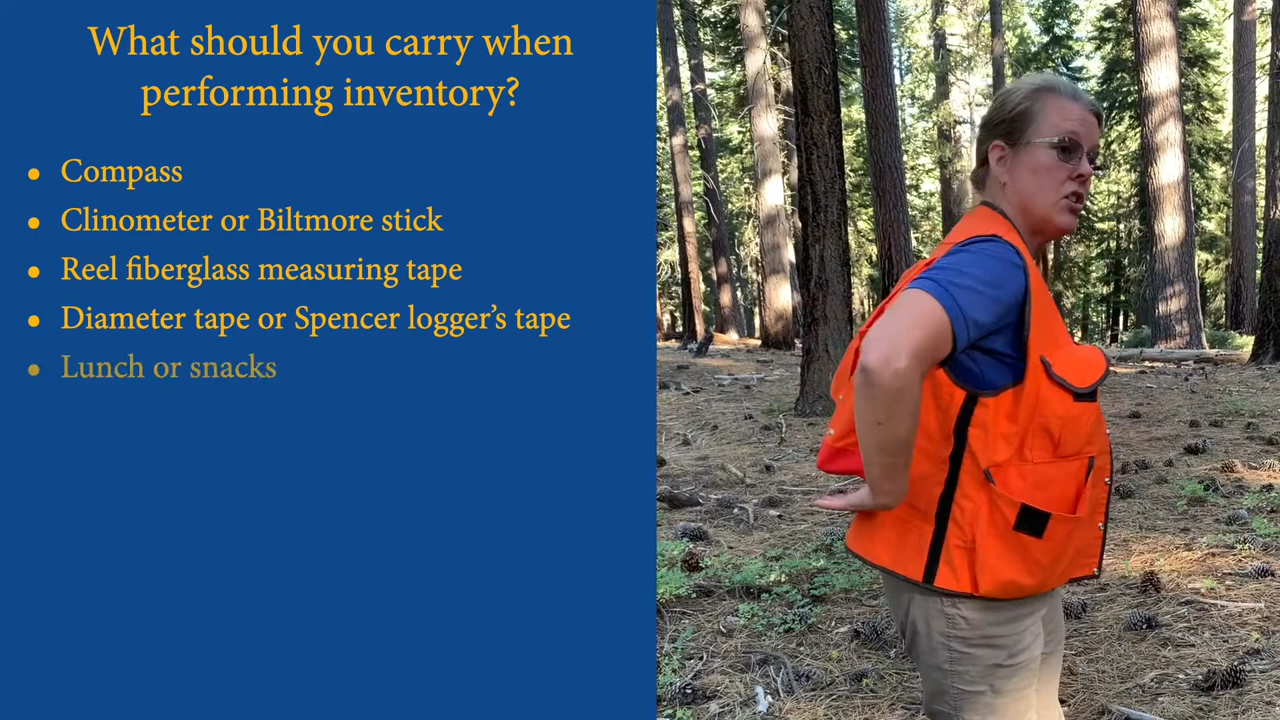 What should you carry when
performing inventory?
• Compass
• Clinometer or Biltmore stick
• Reel fiberglass measuring tape
• Diameter tape or Spencer logger’s tape
• Lunch or snacks